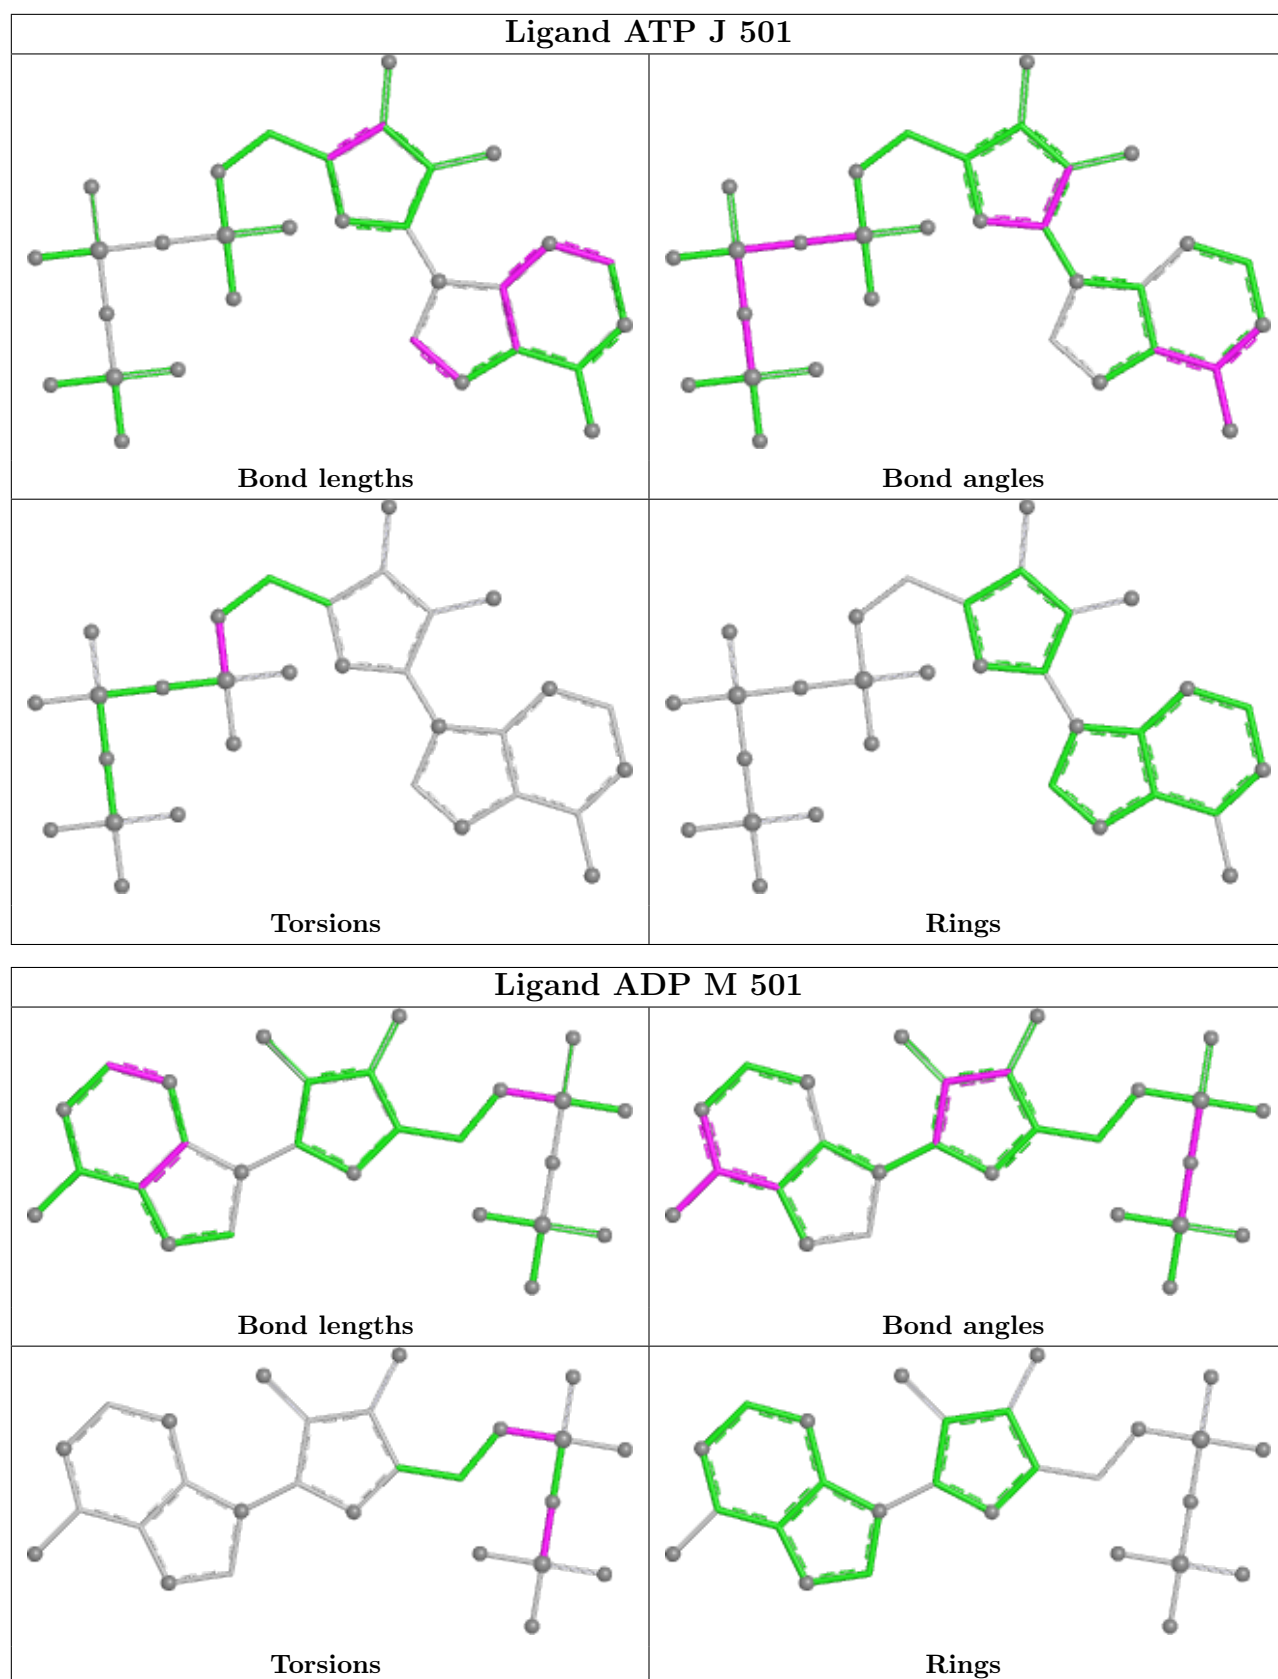 Ligand ATP J 501
Bond lengths
Bond angles
Torsions
Rings
Ligand ADP M 501
Bond lengths
Bond angles
Torsions
Rings